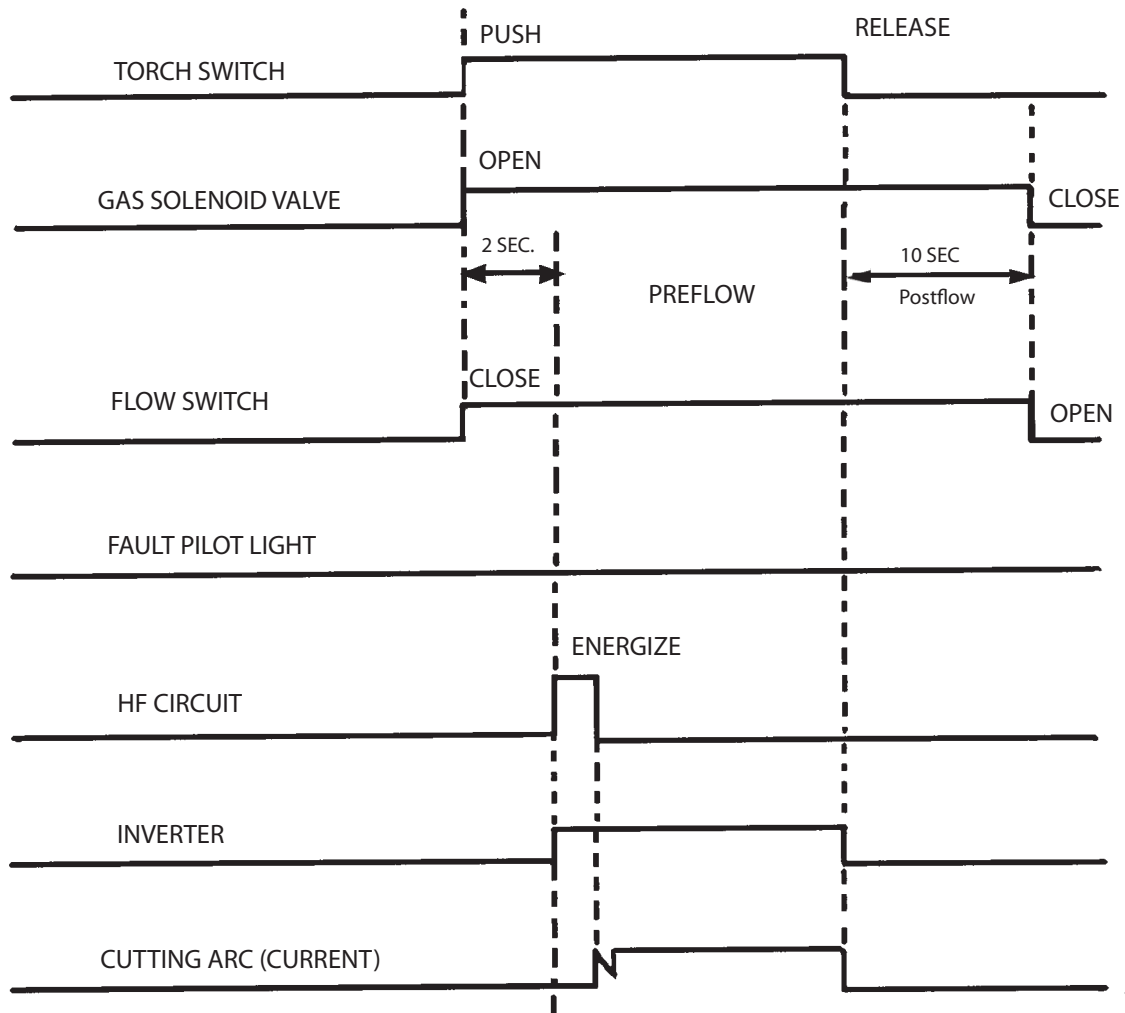 PUSH
RELEASE
TORCH SWITCH
OPEN
GAS SOLENOID VALVE
CLOSE
2 SEC.
10 SEC
PREFLOW
Postflow
CLOSE
FLOW SWITCH
OPEN
FAULT PILOT LIGHT
ENERGIZE
HF CIRCUIT
INVERTER
CUTTING ARC (CURRENT)